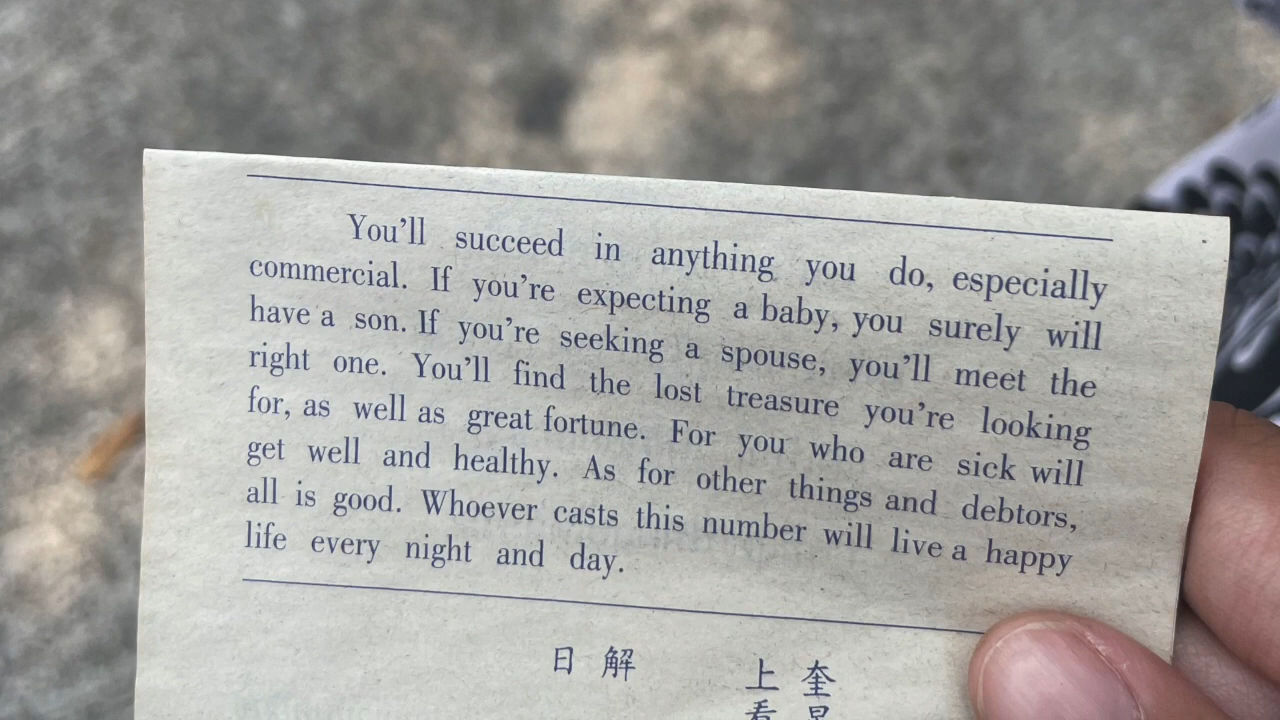 You'll succeed in anything you do, especially
commercial. If you're expecting a baby, you surely will
have a son. If you're seeking a spouse, you'll meet the
right one. You'll find the lost treasure you're looking
for, as well as great fortune. For you who are sick will
get well and healthy. As for other things and debtors,
all is good. Whoever casts this number will live a happy
life every night and day.
日解
上奎
看